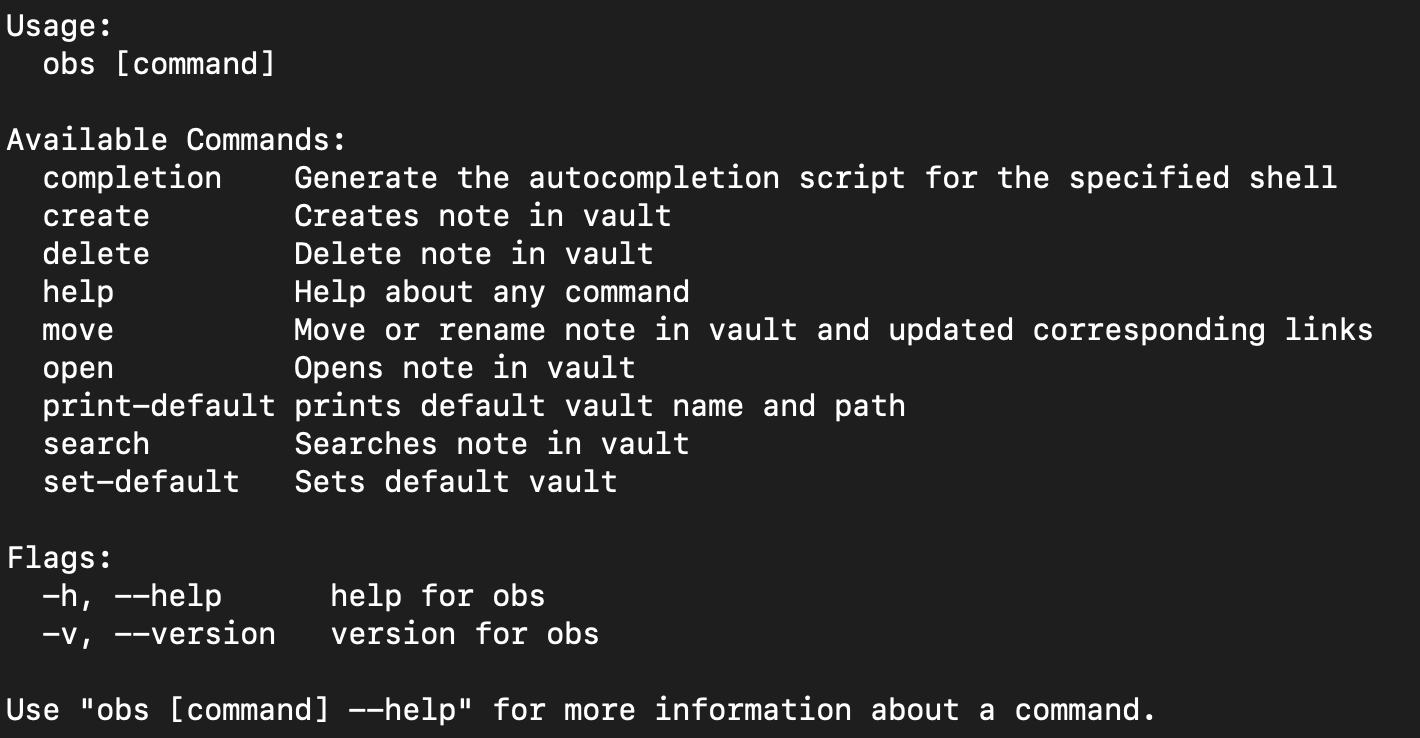 Usage:
  obs [command]

Available Commands:
  completion    Generate the autocompletion script for the specified shell
  create        Creates note in vault
  delete        Delete note in vault
  help          Help about any command
  move          Move or rename note in vault and updated corresponding links
  open          Opens note in vault
  print-default prints default vault name and path
  search        Searches note in vault
  set-default   Sets default vault

Flags:
  -h, --help      help for obs
  -v, --version   version for obs

Use "obs [command] --help" for more information about a command.